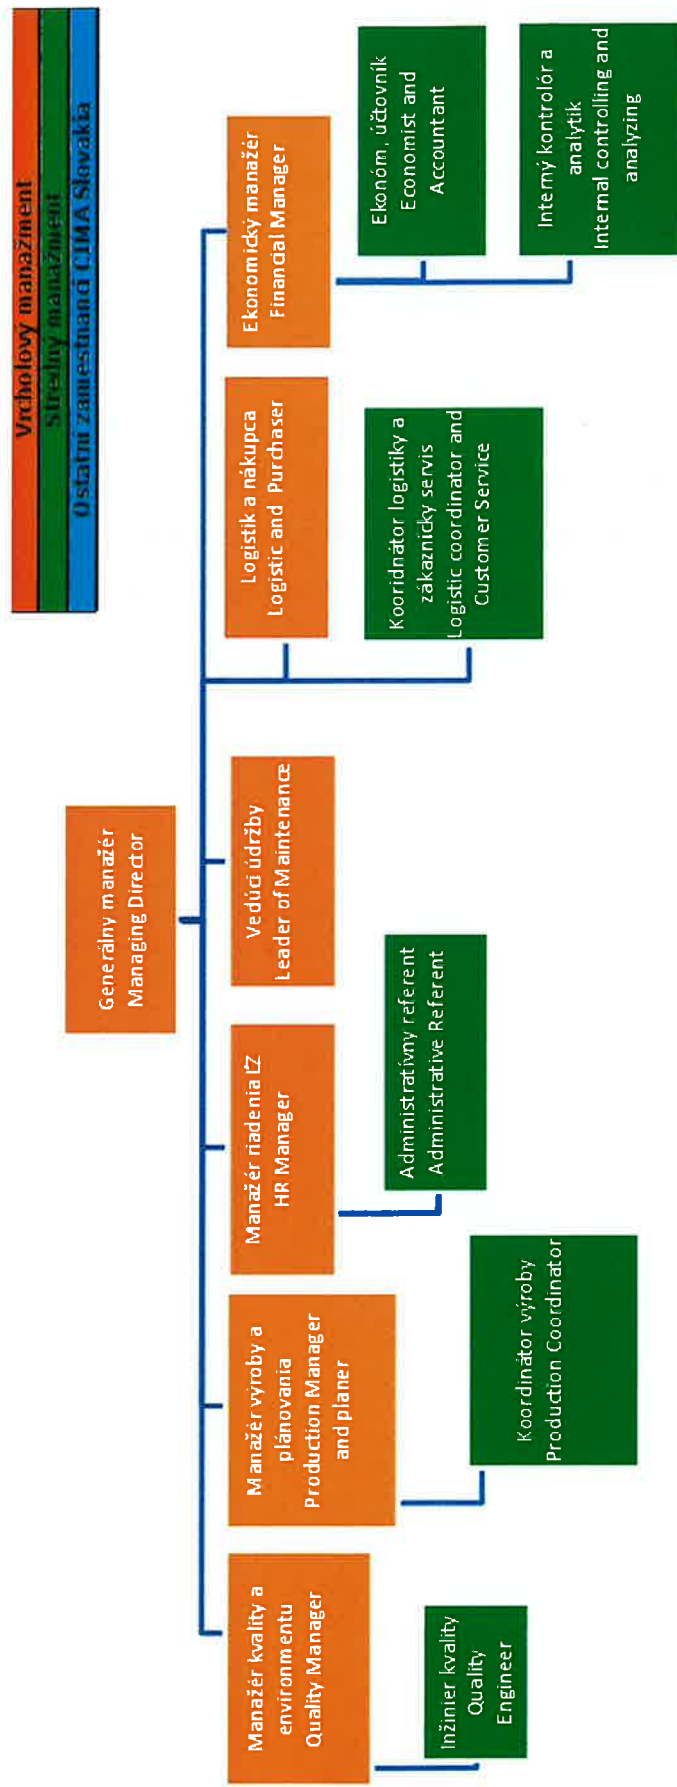 Vrcholový manažment
Stredný manažment
Ostatní zamestnanci CIMA Slovakia
Generálny manažér
Managing Director
Manažér kvality a
environmentu
Quality Manager
Manažér výroby a
plánovania
Production Manager
and planer
Manažér riadenia ĽZ
HR Manager
Vedúci údržby
Leader of Maintenance
Logistik a nákupca
Logistic and Purchaser
Ekonomický manažér
Financial Manager
Inžinier kvality
Quality
Engineer
Koordinátor výroby
Production Coordinator
Administratívny referent
Administrative Referent
Kooridnátor logistiky a
zákaznícky servis
Logistic coordinator and
Customer Service
Ekonóm, účtovník
Economist and
Accountant
Interný kontrolór a
analytik
Internal controlling and
analyzing